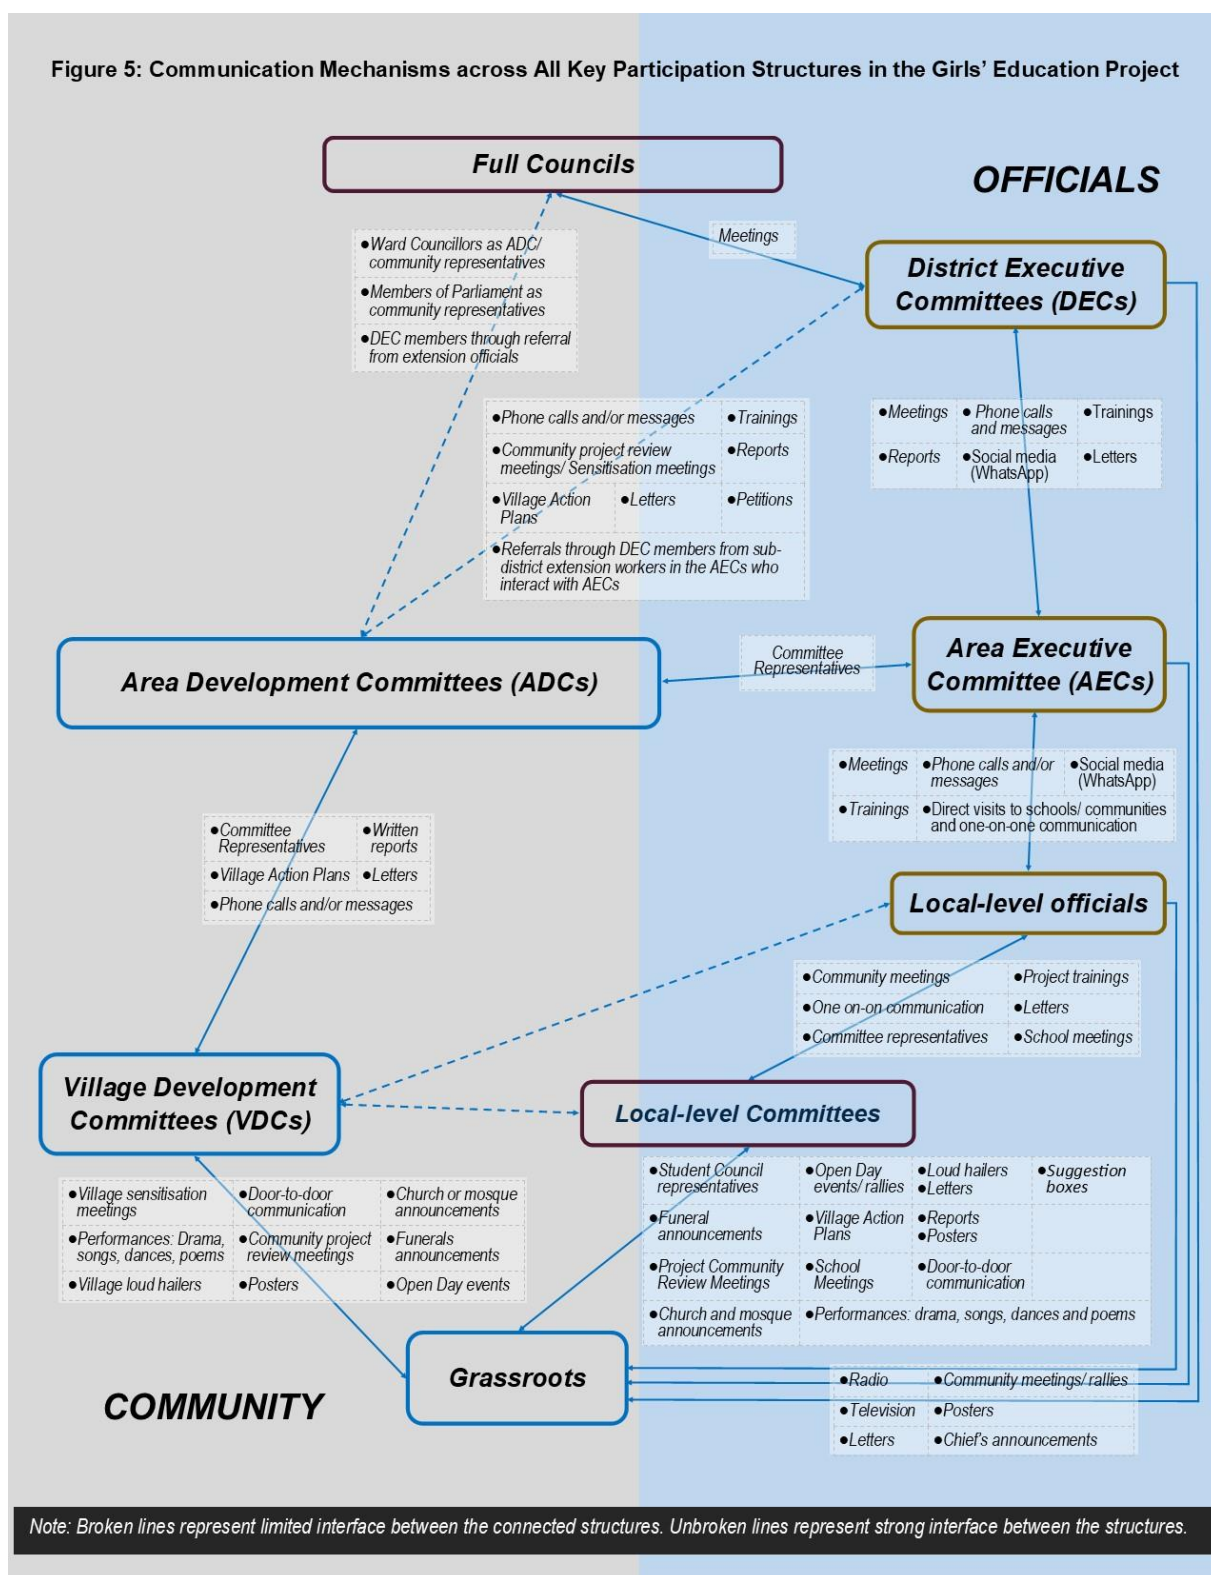 Figure 5: Communication Mechanisms across All Key Participation Structures in the Girls' Education Project
Full Councils
OFFICIALS
Meetings
●Ward Councillors as ADC/
community representatives
●Members of Parliament as
community representatives
●DEC members through referral
from extension officials
District Executive
Committees (DECs)
●Phone calls and/or messages
●Trainings
●Community project review
meetings/ Sensitisation meetings
●Reports
●Village Action
Plans
●Letters
●Petitions
●Referrals through DEC members from sub-
district extension workers in the AECs who
interact with AECs
●Meetings
● Phone calls
and messages
●Trainings
●Reports
●Social media
(WhatsApp)
●Letters
Area Development Committees (ADCs)
Committee
Representatives
Area Executive
Committee (AECs)
●Meetings
●Phone calls and/or
messages
●Social media
(WhatsApp)
●Trainings
●Direct visits to schools/ communities
and one-on-one communication
●Committee
Representatives
●Written
reports
●Village Action Plans
●Letters
●Phone calls and/or messages
Local-level officials
●Community meetings
●Project trainings
●One on-on communication
●Letters
●Committee representatives
●School meetings
Village Development
Committees (VDCs)
Local-level Committees
●Village sensitisation
meetings
●Door-to-door
communication
●Church or mosque
announcements
●Performances: Drama,
songs, dances, poems
●Community project
review meetings
●Funerals
announcements
●Village loud hailers
●Posters
●Open Day events
●Student Council
representatives
●Open Day
events/ rallies
●Loud hailers
●Letters
●Suggestion
boxes
●Funeral
announcements
●Village Action
Plans
●Reports
●Posters
●Project Community
Review Meetings
●School
Meetings
●Door-to-door
communication
●Church and mosque
announcements
●Performances: drama, songs, dances and poems
Grassroots
COMMUNITY
●Radio
●Community meetings/ rallies
●Television
●Posters
●Letters
●Chief's announcements
Note: Broken lines represent limited interface between the connected structures. Unbroken lines represent strong interface between the structures.